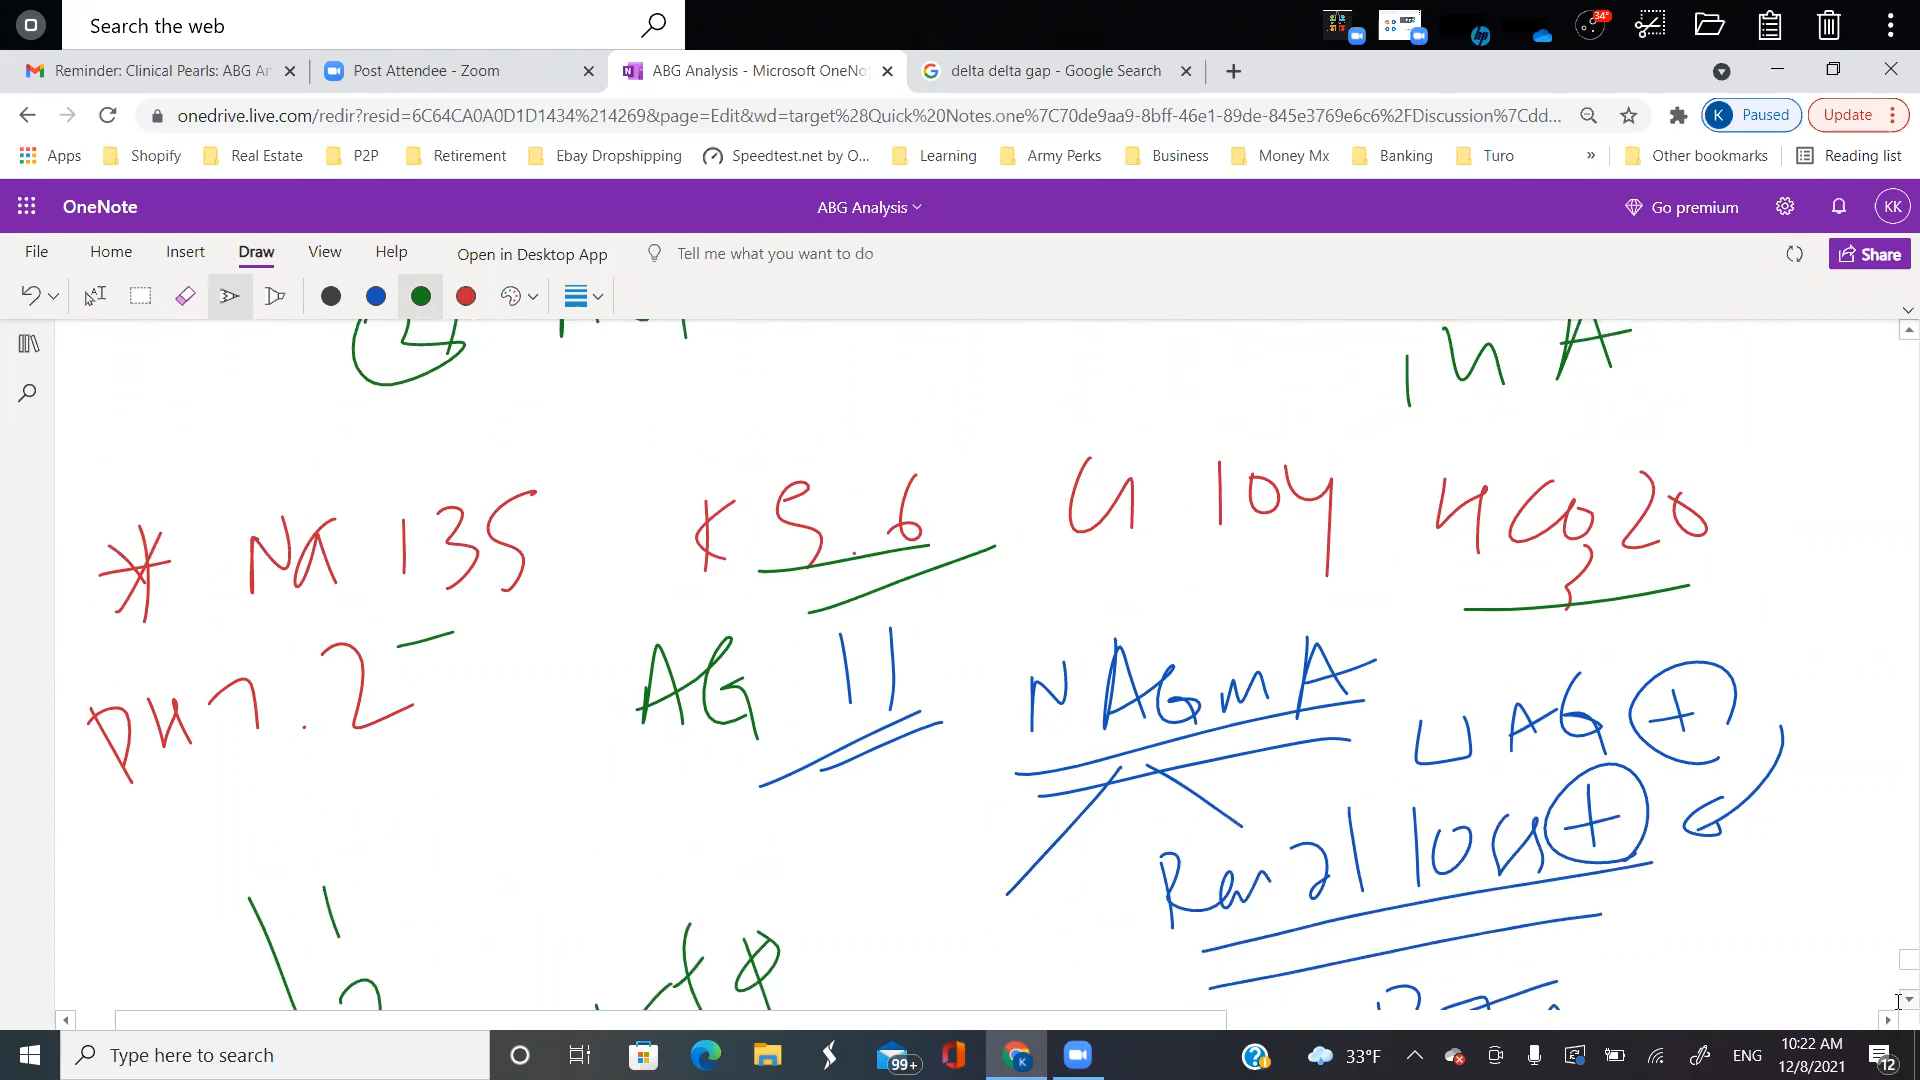 Search the web
34°
Reminder: Clinical Pearls: ABG An
Post Attendee - Zoom
ABG Analysis - Microsoft OneNo
delta delta gap - Google Search
onedrive.live.com/redir?resid=6C64CA0A0D1D1434%214269&page=Edit&wd=target%28Quick%20Notes.one%7C70de9aa9-8bff-46e1-89de-845e3769e6c6%2FDiscussion%7Cdd...
K Paused
Update
Apps
Shopify
Real Estate
P2P
Retirement
Ebay Dropshipping
Speedtest.net by O...
Learning
Army Perks
Business
Money Mx
Banking
Turo
»
Other bookmarks
Reading list
OneNote
ABG Analysis
Go premium
KK
File Home Insert Draw View Help Open in Desktop App Tell me what you want to do
Share
* Na 135 K 5.6 Cl 104 HCO3 20
PH 7.2 AG 11 NAGMA UAG +
Renal loss +
Type here to search
99+
33°F
ENG
10:22 AM
12/8/2021
12